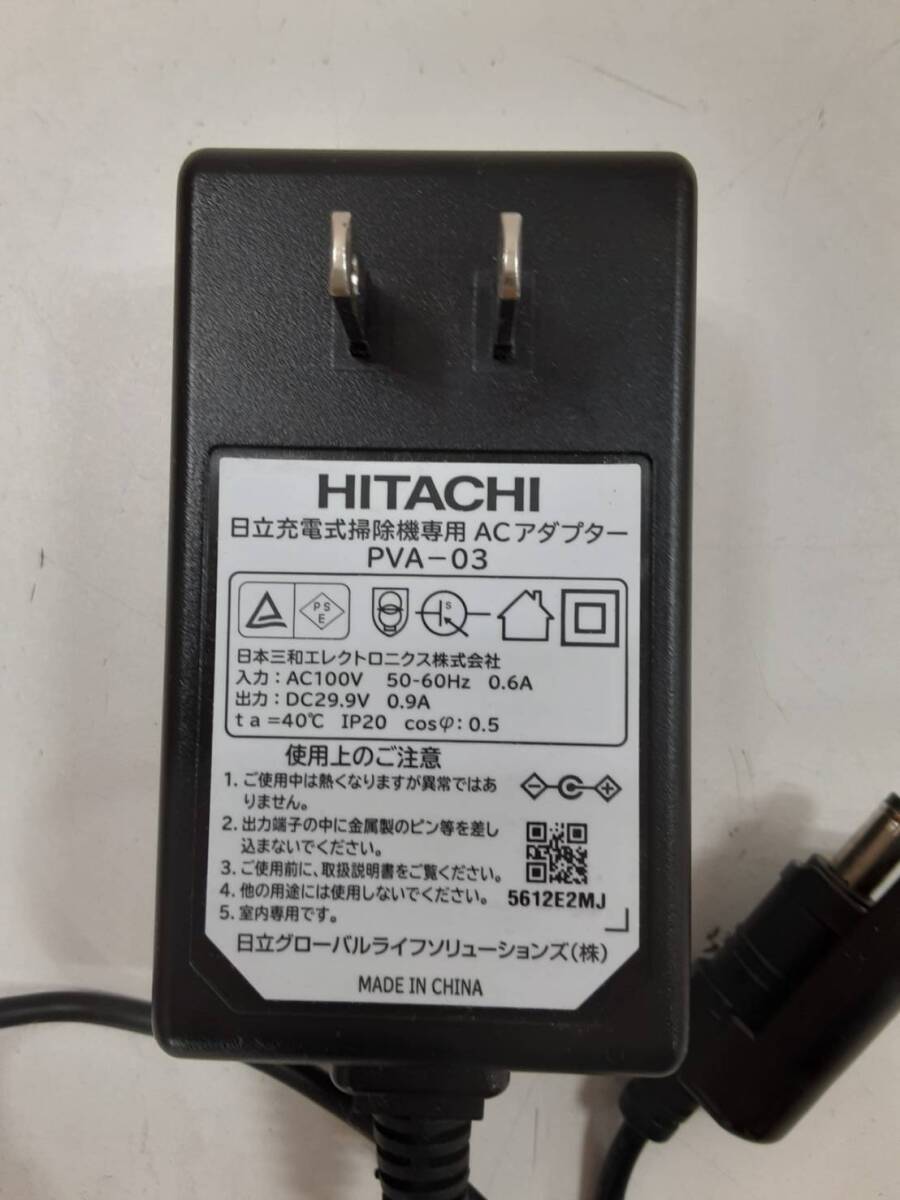 HITACHI
日立充電式掃除機専用 ACアダプター
PVA-03
PS
E
S
日本三和エレクトロニクス株式会社
入力：AC100V 50-60Hz 0.6A
出力：DC29.9V 0.9A
ta=40℃ IP20 cosφ：0.5
使用上のご注意
1. ご使用中は熱くなりますが異常ではあ
りません。
2. 出力端子の中に金属製のピン等を差し
込まないでください。
3. ご使用前に、取扱説明書をご覧ください。
4. 他の用途には使用しないでください。
5. 室内専用です。
5612E2MJ
日立グローバルライフソリューションズ(株)
MADE IN CHINA